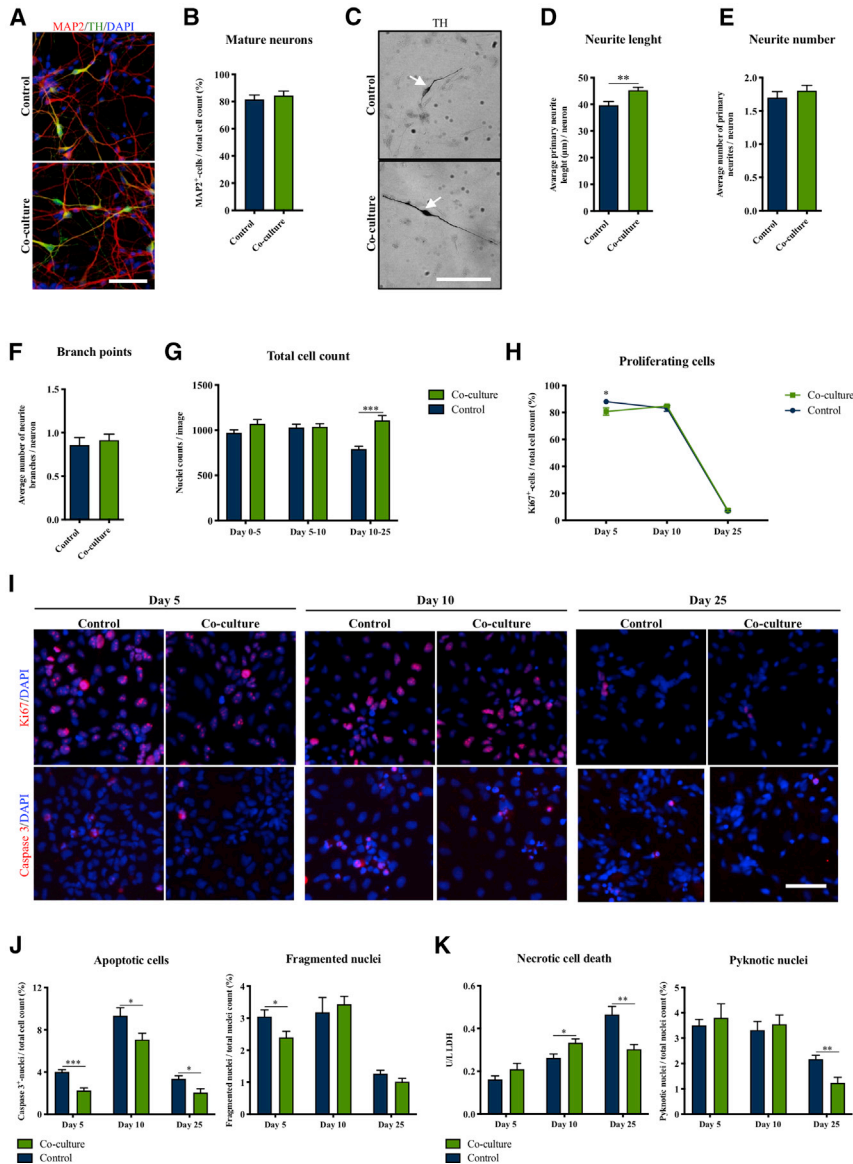 A
MAP2/TH/DAPI
Control
Co-culture
B
Mature neurons
MAP2+-cells / total cell count (%)
100
80
60
40
20
0
Control
Co-culture
C
TH
Control
Co-culture
D
Neurite lenght
Avarage primary neurite
lenght (µm) / neuron
50
40
30
20
10
0
**
Control
Co-culture
E
Neurite number
Average number of primary
neurites / neuron
2.0
1.5
1.0
0.5
0.0
Control
Co-culture
F
Branch points
Average number of neurite
branches / neuron
1.5
1.0
0.5
0.0
Control
Co-culture
G
Total cell count
Nuclei counts / image
1500
1000
500
0
***
Day 0-5
Day 5-10
Day 10-25
Co-culture
Control
H
Proliferating cells
Ki67+-cells / total cell count (%)
100
80
60
40
20
0
*
Day 5
Day 10
Day 25
Co-culture
Control
I
Day 5
Day 10
Day 25
Control
Co-culture
Control
Co-culture
Control
Co-culture
Ki67/DAPI
Caspase 3/DAPI
J
Apoptotic cells
Caspase 3+-nuclei / total cell count (%)
12
8
4
0
***
*
*
Day 5
Day 10
Day 25
Fragmented nuclei
Fragmented nuclei / total nuclei count (%)
5
4
3
2
1
0
*
Day 5
Day 10
Day 25
Co-culture
Control
K
Necrotic cell death
U/L LDH
0.6
0.4
0.2
0.0
*
**
Day 5
Day 10
Day 25
Pyknotic nuclei
Pyknotic nuclei / total nuclei count (%)
5
4
3
2
1
0
**
Day 5
Day 10
Day 25
Co-culture
Control